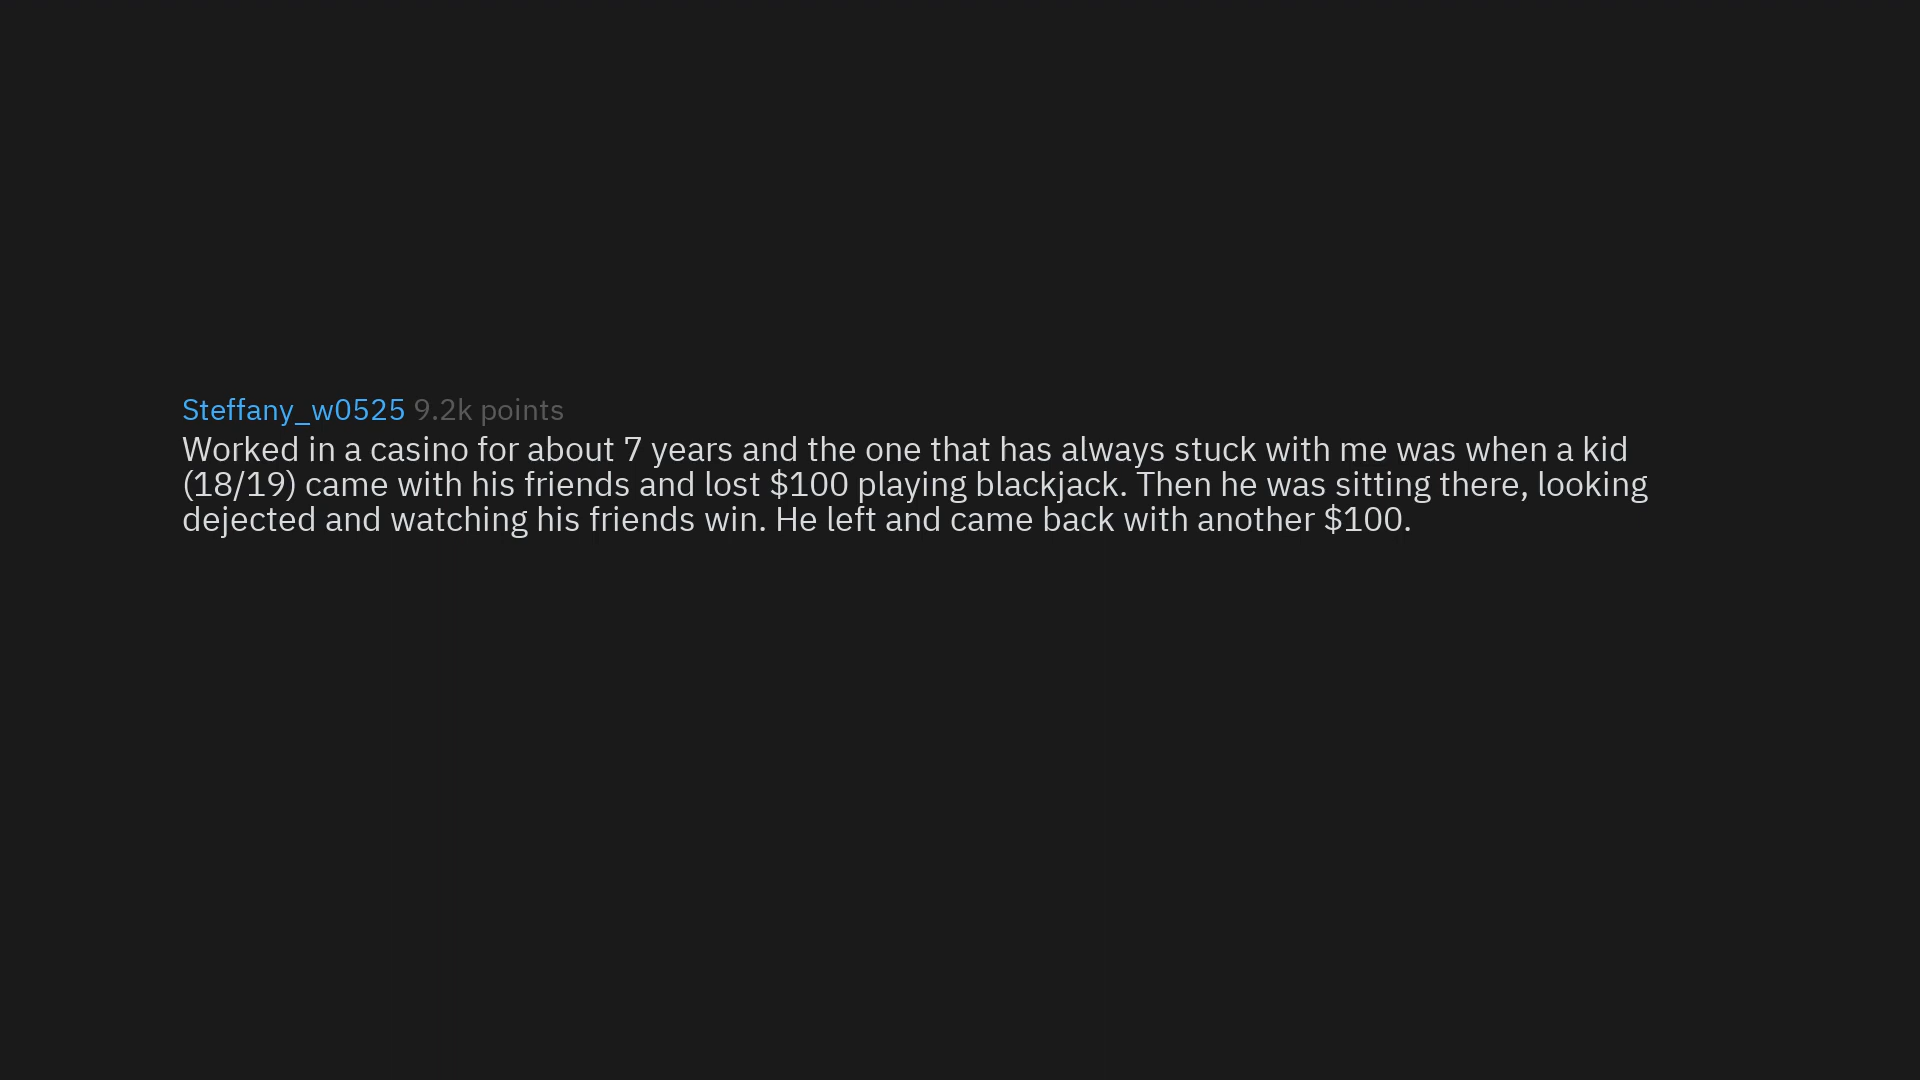 Steffany_w0525 9.2k points
Worked in a casino for about 7 years and the one that has always stuck with me was when a kid
(18/19) came with his friends and lost $100 playing blackjack. Then he was sitting there, looking
dejected and watching his friends win. He left and came back with another $100.